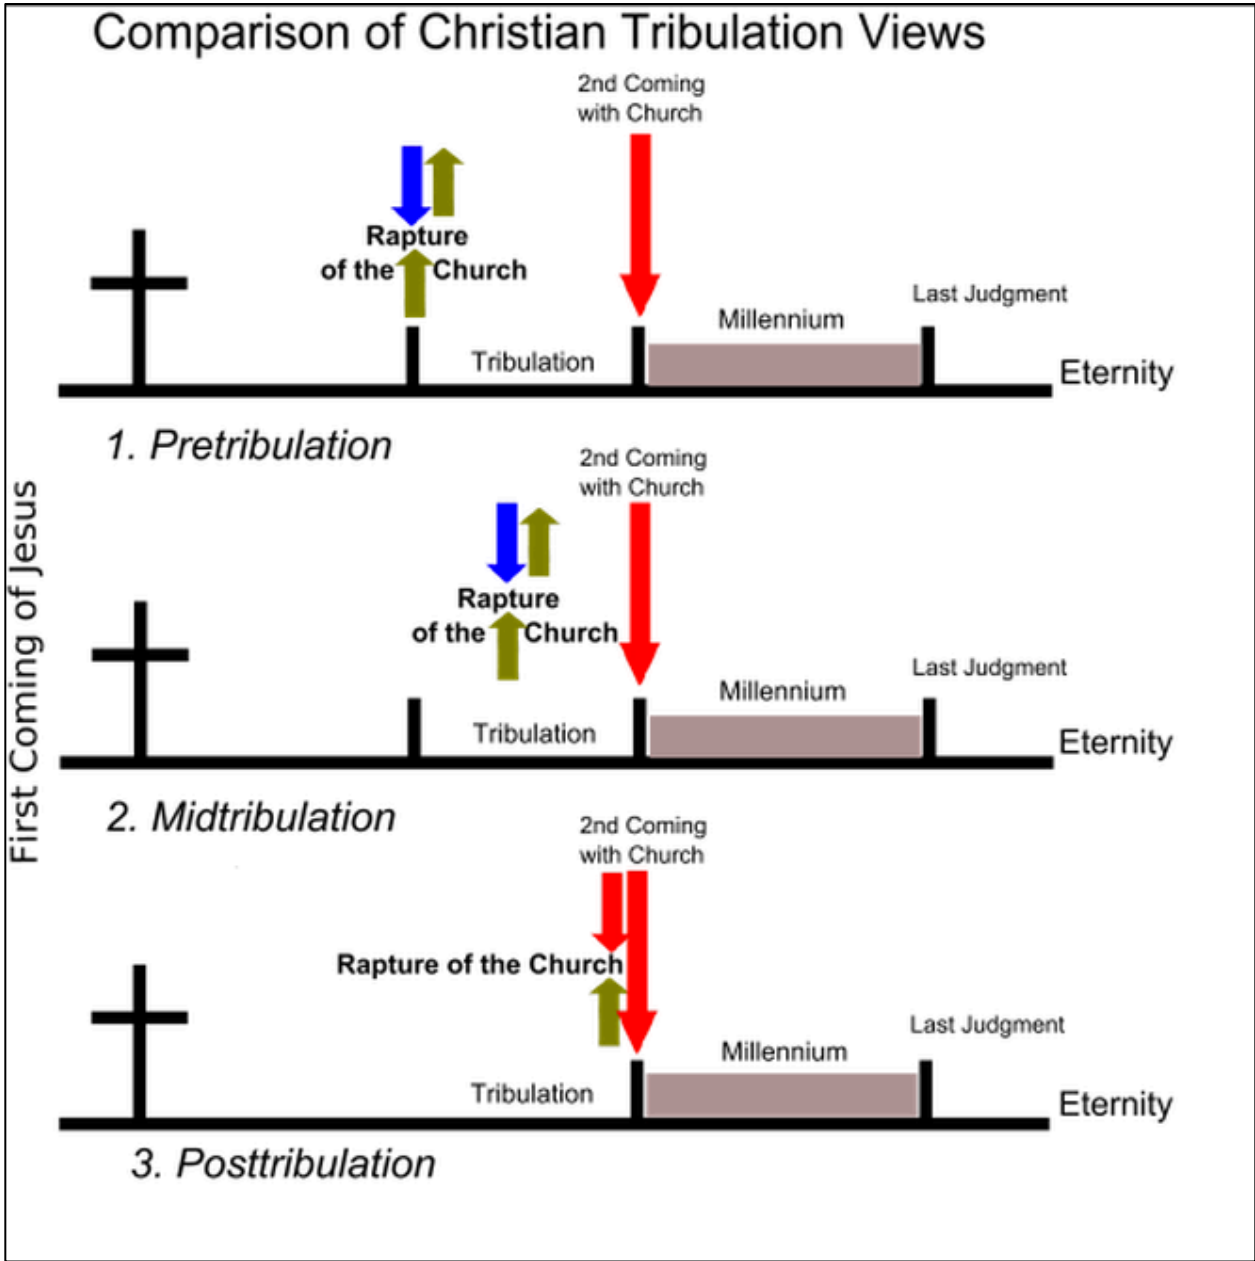 Comparison of Christian Tribulation Views
2nd Coming
with Church
Rapture
of the Church
Last Judgment
Millennium
Tribulation
Eternity
1. Pretribulation
First Coming of Jesus
2nd Coming
with Church
Rapture
of the Church
Last Judgment
Millennium
Tribulation
Eternity
2. Midtribulation
2nd Coming
with Church
Rapture of the Church
Last Judgment
Millennium
Tribulation
Eternity
3. Posttribulation